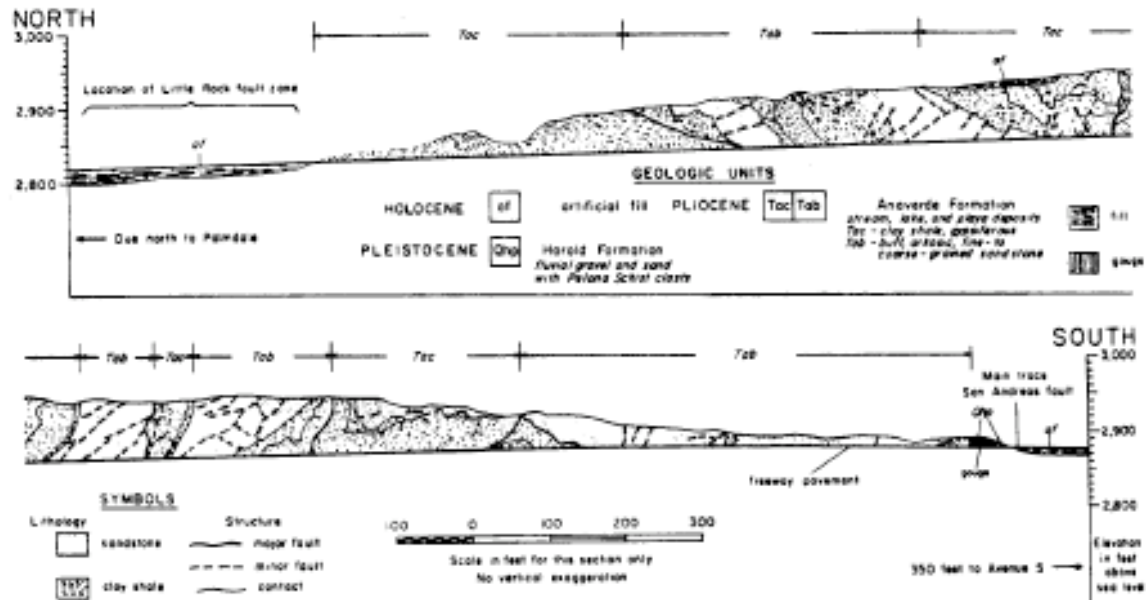 NORTH
3,000
Tac
Tab
Tac
Location of Little Rock fault zone
af
2,900
af
2,800
GEOLOGIC UNITS
HOLOCENE af artificial fill PLIOCENE Tac Tab Anaverde Formation
stream, lake, and playa deposits
Tac - clay shale, gypsiferous
Tab - buff, arkosic, fine- to
coarse-grained sandstone
fill
gouge
Due north to Palmdale
PLEISTOCENE Qhp Harold Formation
fluvial gravel and sand
with Pelona Schist clasts
SOUTH
Tab
Tac
Tab
Tac
Tab
3,000
Main trace
San Andreas fault
Qhp
af
2,900
gouge
freeway pavement
2,800
SYMBOLS
Lithology Structure
sandstone major fault
minor fault
clay shale contact
100 0 100 200 300
Scale in feet for this section only
No vertical exaggeration
350 feet to Avenue S
Elevation
in feet
above
sea level